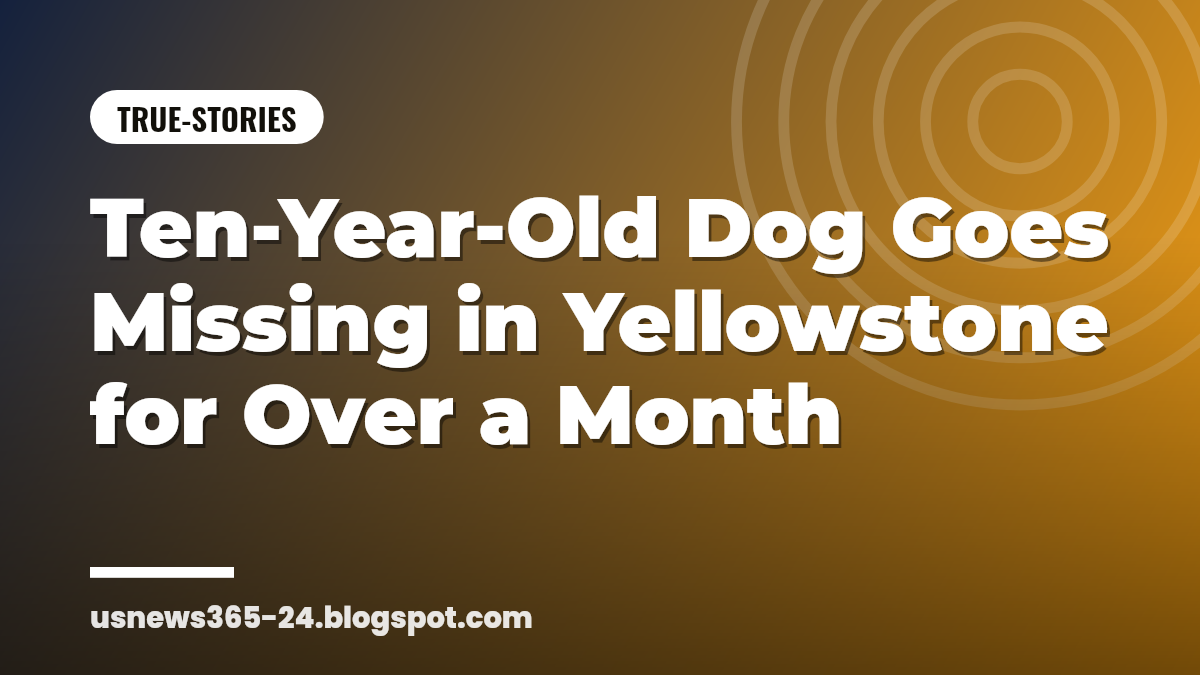 TRUE-STORIES
Ten-Year-Old Dog Goes
Missing in Yellowstone
for Over a Month
usnews365-24.blogspot.com